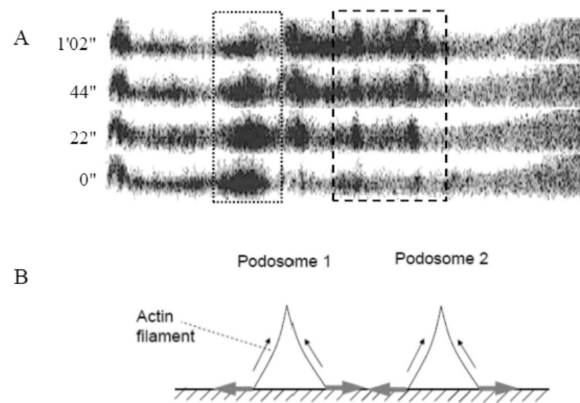 A
1'02"
44"
22"
0"
B
Podosome 1
Podosome 2
Actin
filament